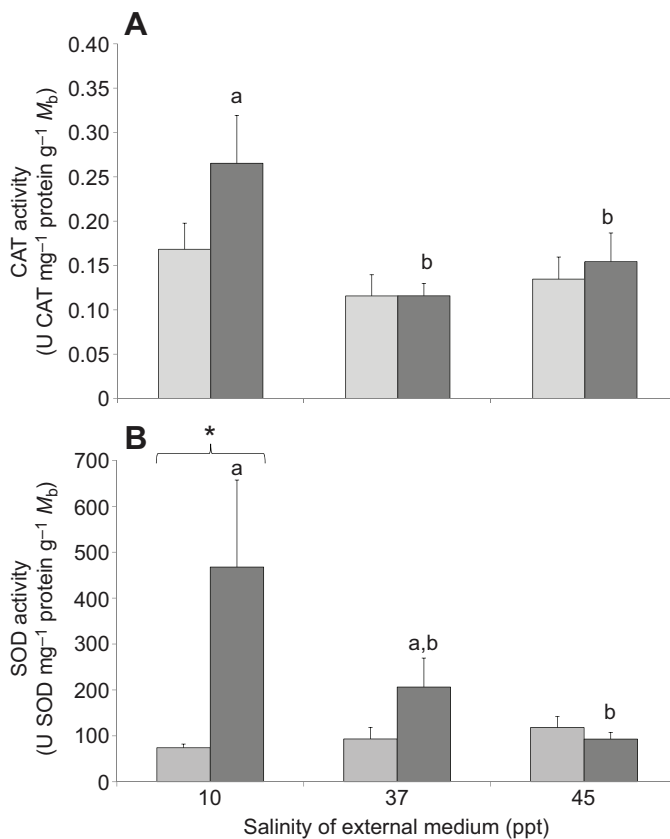 A
CAT activity
(U CAT mg⁻¹ protein g⁻¹ Mb)
0.40
0.35
0.30
0.25
0.20
0.15
0.10
0.05
0
a
b
b
B
SOD activity
(U SOD mg⁻¹ protein g⁻¹ Mb)
700
600
500
400
300
200
100
0
*
a
a,b
b
10 37 45
Salinity of external medium (ppt)